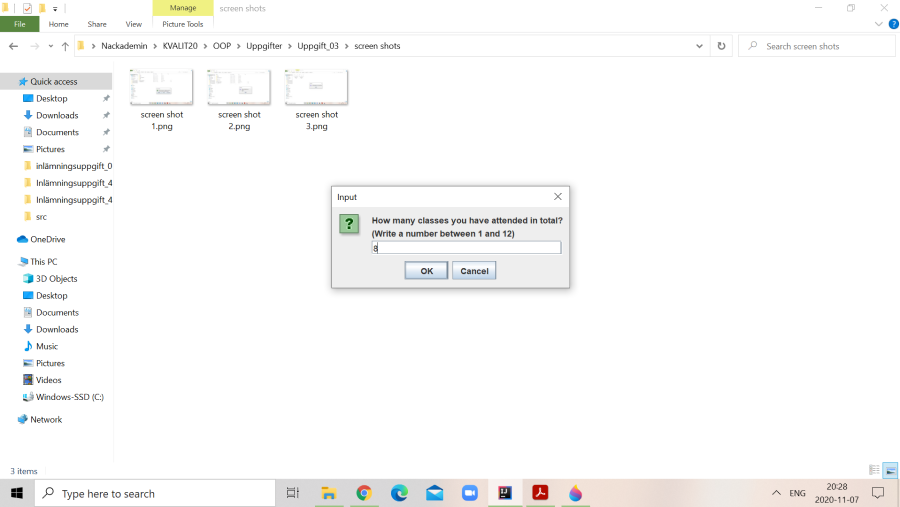 Manage
screen shots
File
Home
Share
View
Picture Tools
Nackademin
KVALIT20
OOP
Uppgifter
Uppgift_03
screen shots
Search screen shots
Quick access
Desktop
Downloads
Documents
Pictures
inlämningsuppgift_0
Inlämningsuppgift_4
Inlämningsuppgift_4
src
OneDrive
This PC
3D Objects
Desktop
Documents
Downloads
Music
Pictures
Videos
Windows-SSD (C:)
Network
screen shot
1.png
screen shot
2.png
screen shot
3.png
Input
How many classes you have attended in total?
(Write a number between 1 and 12)
8
OK
Cancel
3 items
Type here to search
ENG
20:28
2020-11-07